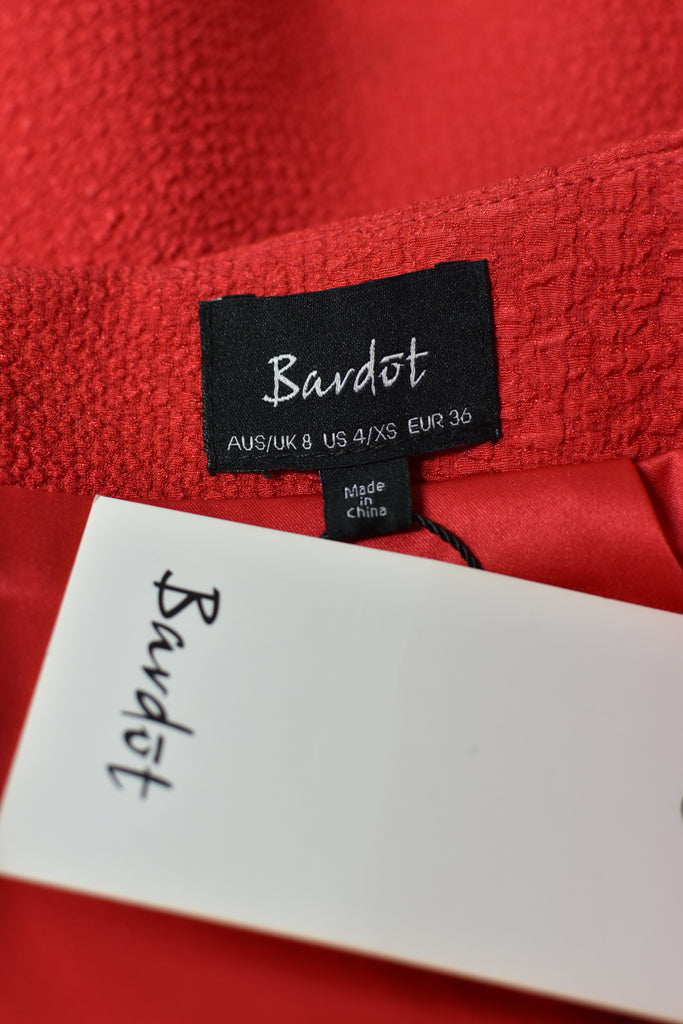 Bardōt
AUS/UK 8 US 4/XS EUR 36
Made
in
China
Bardōt